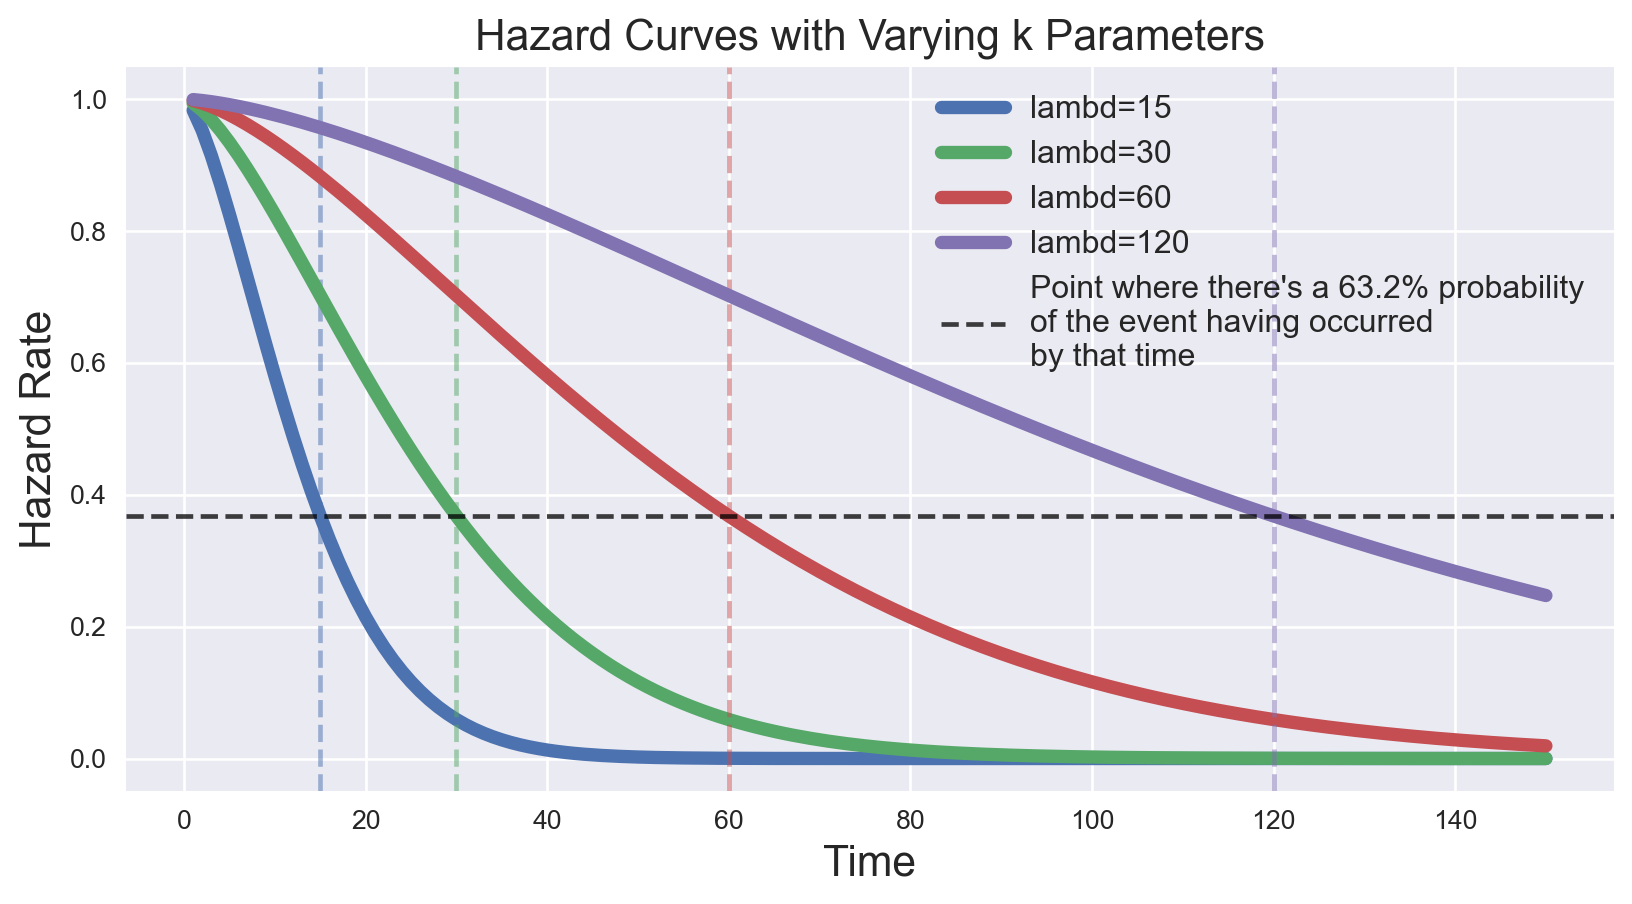 Hazard Curves with Varying k Parameters
lambd=15
lambd=30
lambd=60
lambd=120
Point where there's a 63.2% probability
of the event having occurred
by that time
Hazard Rate
1.0
0.8
0.6
0.4
0.2
0.0
0 20 40 60 80 100 120 140
Time